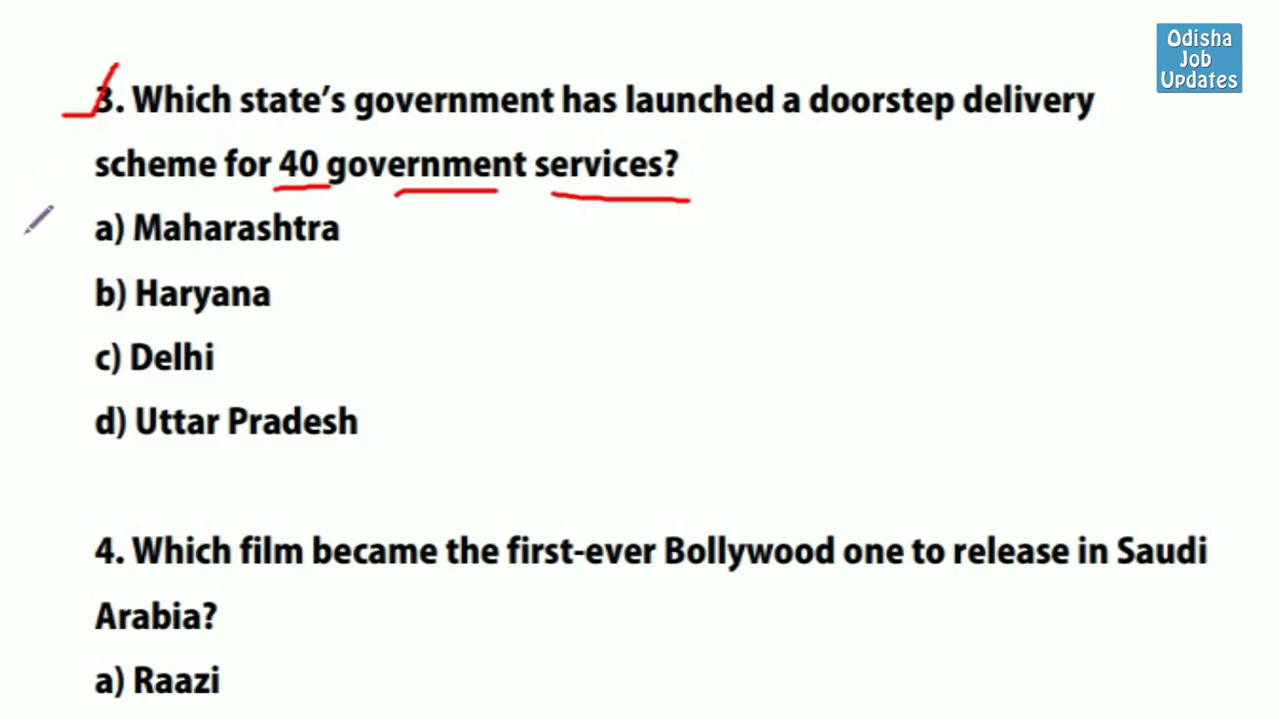 Odisha
Job
Updates
3. Which state's government has launched a doorstep delivery
scheme for 40 government services?
a) Maharashtra
b) Haryana
c) Delhi
d) Uttar Pradesh
4. Which film became the first-ever Bollywood one to release in Saudi
Arabia?
a) Raazi